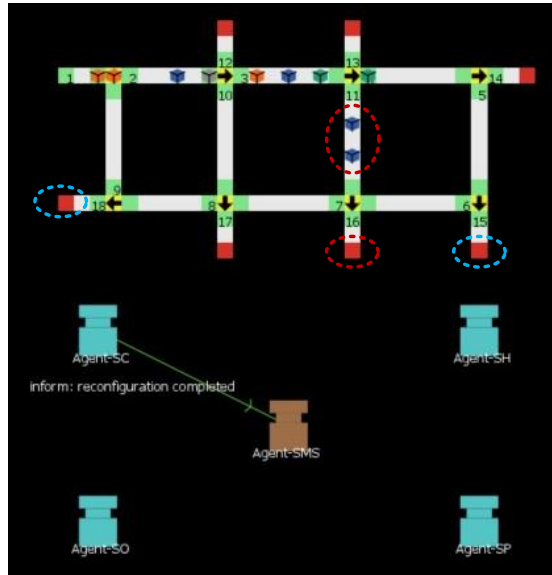 12
13
1
2
3
14
10
11
5
9
18
8
7
6
17
16
15
Agent-SC
Agent-SH
inform: reconfiguration completed
Agent-SMS
Agent-SO
Agent-SP